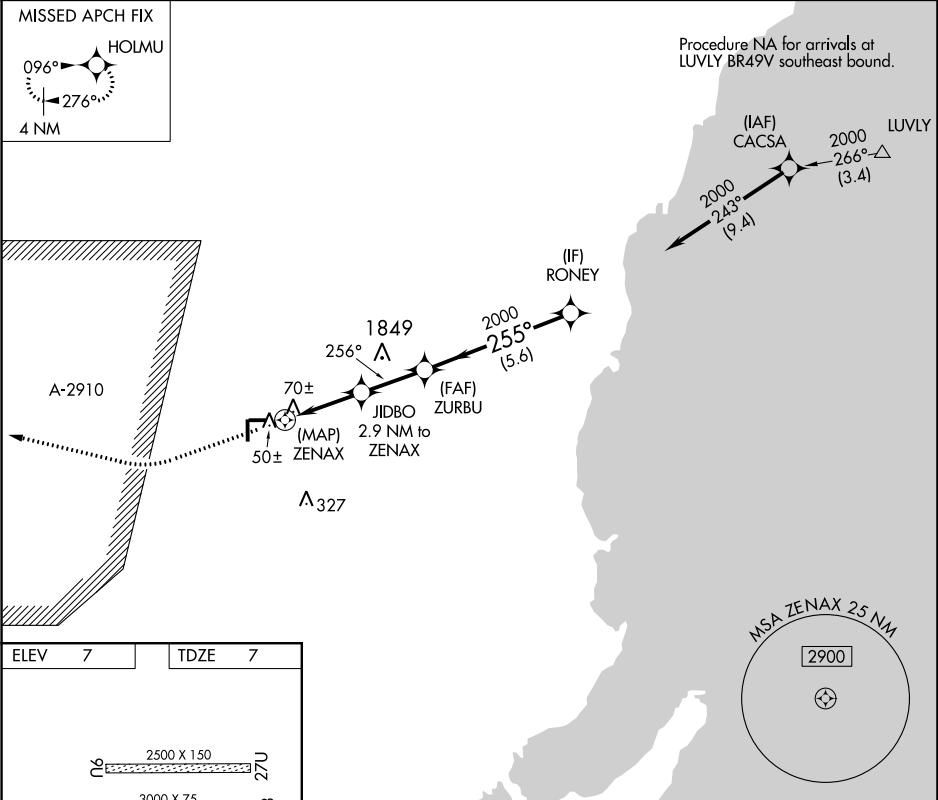 MISSED APCH FIX
HOLMU
096°
276°
4 NM
Procedure NA for arrivals at
LUVLY BR49V southeast bound.
(IAF)
CACSA
LUVLY
2000
266°
(3.4)
2000
243°
(9.4)
(IF)
RONEY
2000
255°
(5.6)
1849
256°
A-2910
70±
(FAF)
ZURBU
JIDBO
2.9 NM to
ZENAX
(MAP)
ZENAX
50±
327
MSA ZENAX 25 NM
2900
ELEV 7
TDZE 7
2500 X 150
9U
27U
3000 X 75